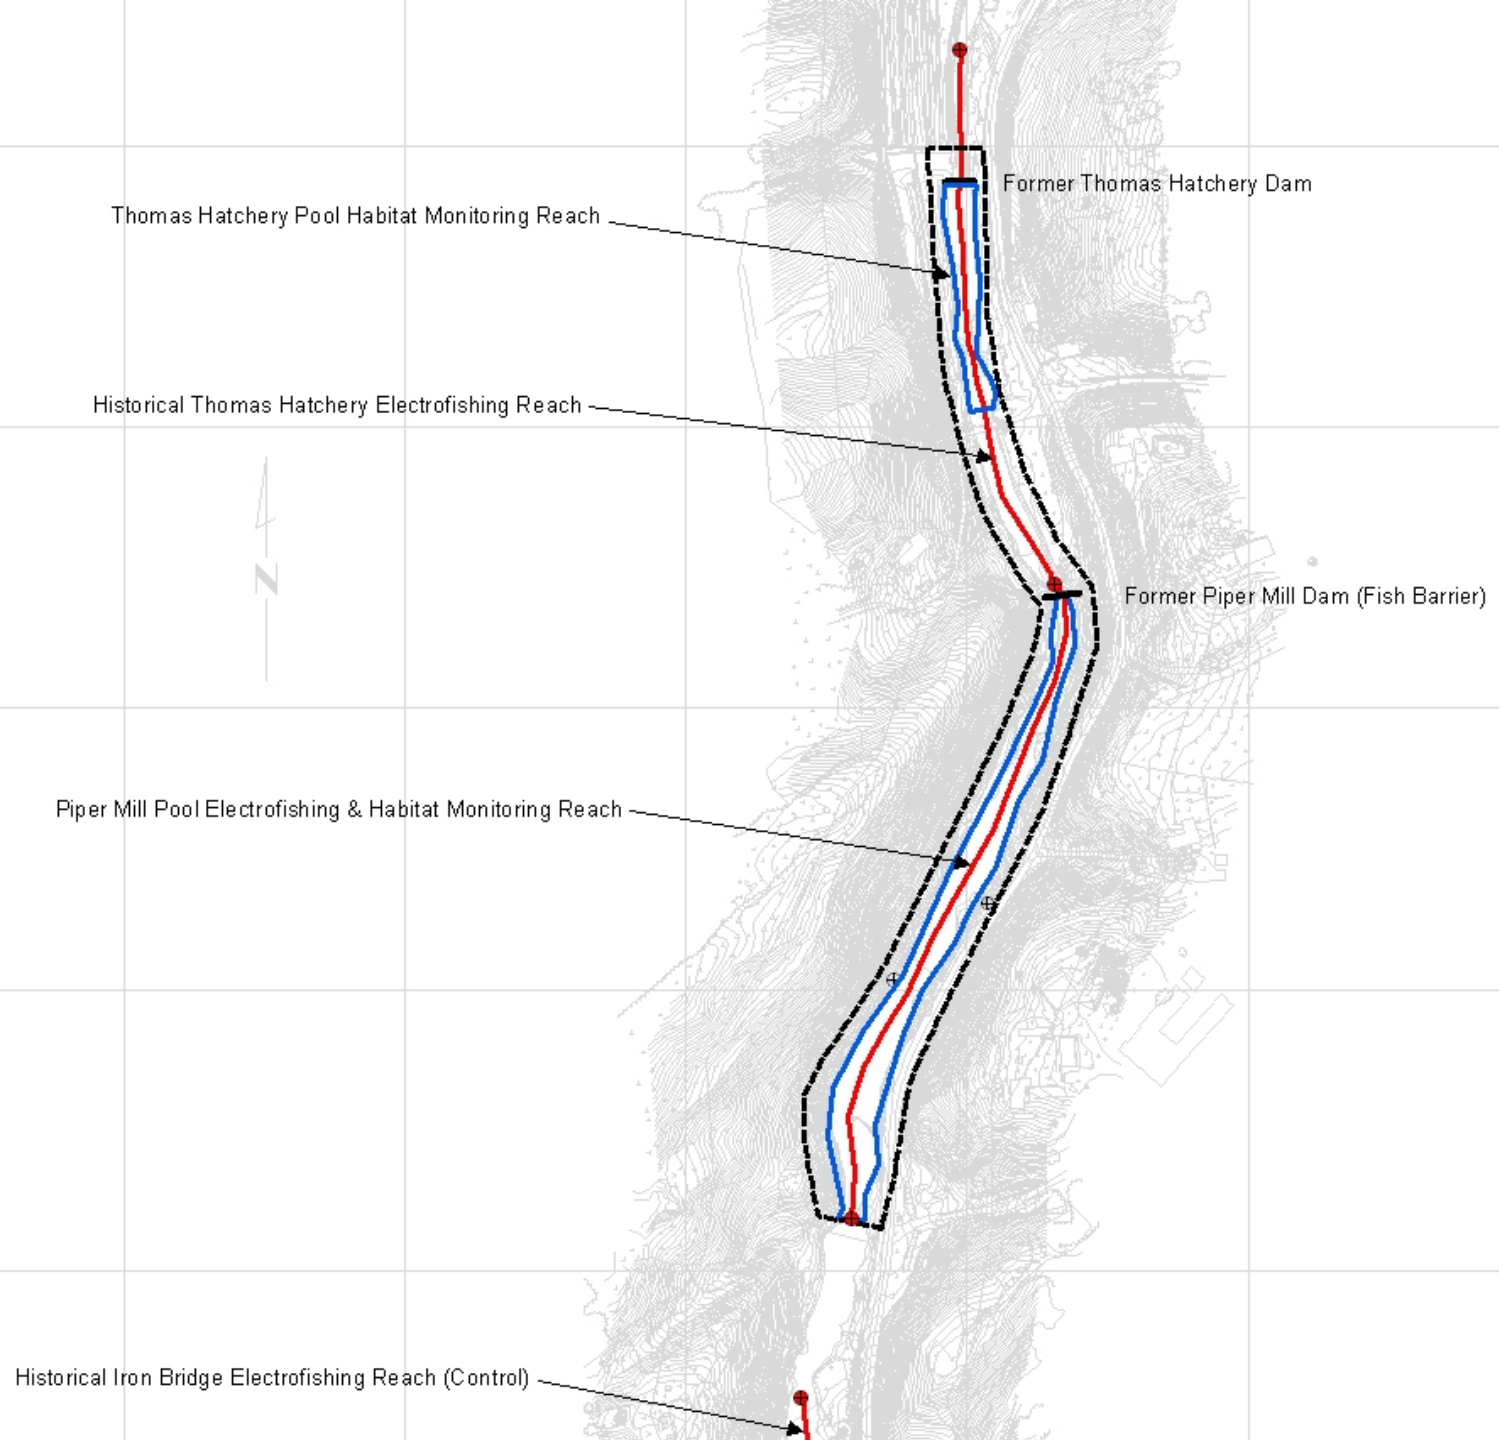 Former Thomas Hatchery Dam
Thomas Hatchery Pool Habitat Monitoring Reach
Historical Thomas Hatchery Electrofishing Reach
N
Former Piper Mill Dam (Fish Barrier)
Piper Mill Pool Electrofishing & Habitat Monitoring Reach
Historical Iron Bridge Electrofishing Reach (Control)